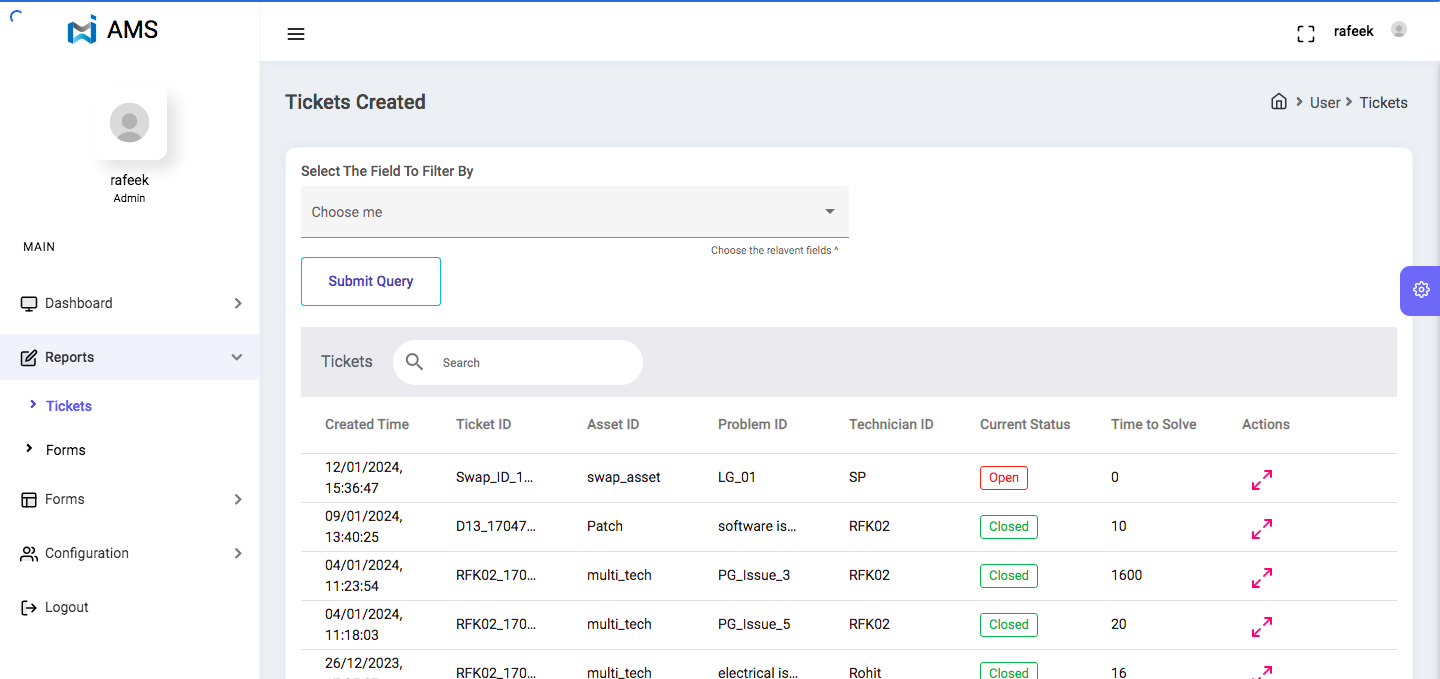 AMS
rafeek
rafeek
Admin
MAIN
Dashboard
Reports
Tickets
Forms
Forms
Configuration
Logout
Tickets Created
User Tickets
Select The Field To Filter By
Choose me
Choose the relavent fields ^
Submit Query
Tickets Search
Created Time Ticket ID Asset ID Problem ID Technician ID Current Status Time to Solve Actions
12/01/2024,
15:36:47 Swap_ID_1... swap_asset LG_01 SP Open 0
09/01/2024,
13:40:25 D13_17047... Patch software is... RFK02 Closed 10
04/01/2024,
11:23:54 RFK02_170... multi_tech PG_Issue_3 RFK02 Closed 1600
04/01/2024,
11:18:03 RFK02_170... multi_tech PG_Issue_5 RFK02 Closed 20
26/12/2023,
RFK02_170... multi_tech electrical is... Rohit Closed 16